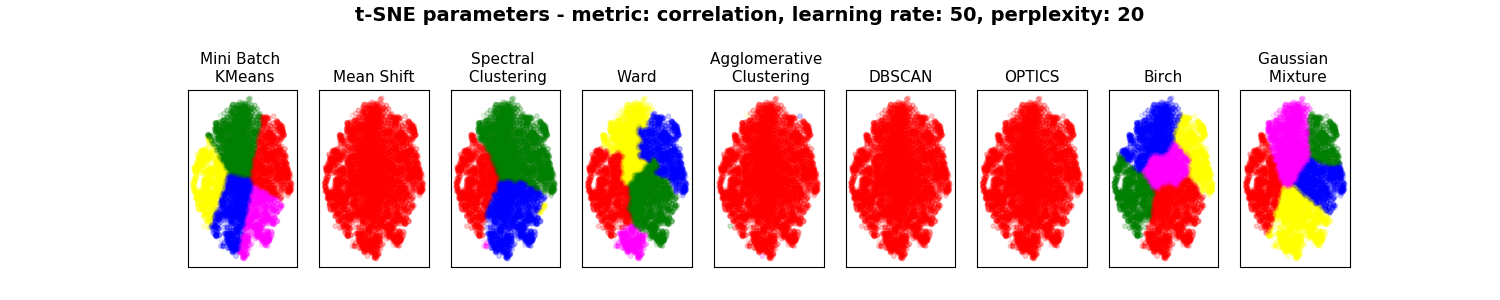 t-SNE parameters - metric: correlation, learning rate: 50, perplexity: 20
Mini Batch
KMeans
Mean Shift
Spectral
Clustering
Ward
Agglomerative
Clustering
DBSCAN
OPTICS
Birch
Gaussian
Mixture